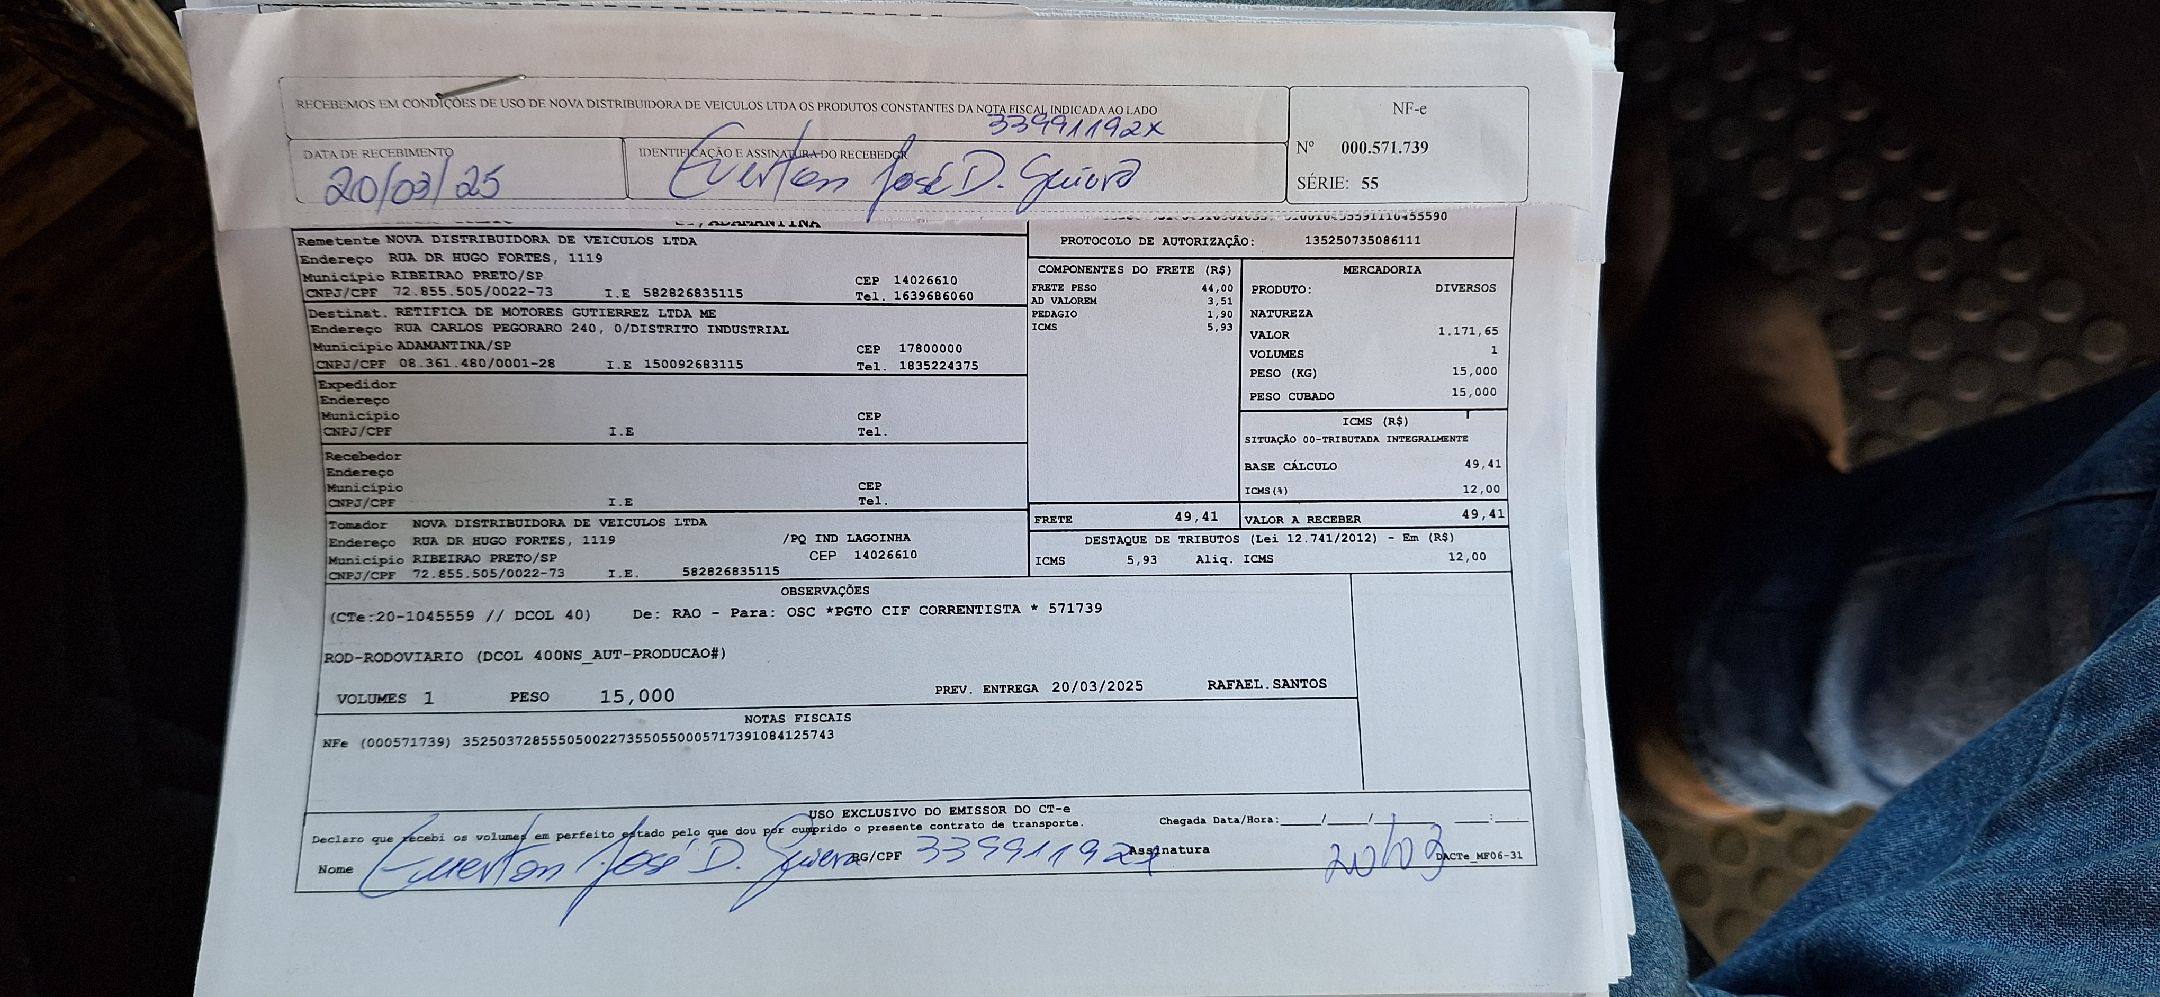 RECEBEMOS EM CONDIÇÕES DE USO DE NOVA DISTRIBUIDORA DE VEICULOS LTDA OS PRODUTOS CONSTANTES DA NOTA FISCAL INDICADA AO LADO
33991192x
DATA DE RECEBIMENTO
20/03/25
IDENTIFICAÇÃO E ASSINATURA DO RECEBEDOR
Everton José D.
NF-e
Nº 000.571.739
SÉRIE: 55
ADAMANTINA
Remetente NOVA DISTRIBUIDORA DE VEICULOS LTDA
Endereço RUA DR HUGO FORTES, 1119
Município RIBEIRAO PRETO/SP CEP 14026610
CNPJ/CPF 72.855.505/0022-73 I.E 582826835115 Tel. 1639686060
Destinat. RETIFICA DE MOTORES GUTIERREZ LTDA ME
Endereço RUA CARLOS PEGORARO 240, 0/DISTRITO INDUSTRIAL
Município ADAMANTINA/SP CEP 17800000
CNPJ/CPF 08.361.480/0001-28 I.E 150092683115 Tel. 1835224375
Expedidor
Endereço
Município CEP
CNPJ/CPF I.E Tel.
Recebedor
Endereço
Município CEP
CNPJ/CPF I.E Tel.
Tomador NOVA DISTRIBUIDORA DE VEICULOS LTDA
Endereço RUA DR HUGO FORTES, 1119 /PQ IND LAGOINHA
Município RIBEIRAO PRETO/SP CEP 14026610
CNPJ/CPF 72.855.505/0022-73 I.E. 582826835115
PROTOCOLO DE AUTORIZAÇÃO: 135250735086111
COMPONENTES DO FRETE (R$)
FRETE PESO 44,00
AD VALOREM 3,51
PEDAGIO 1,90
ICMS 5,93
MERCADORIA
PRODUTO: DIVERSOS
NATUREZA
VALOR 1.171,65
VOLUMES 1
PESO (KG) 15,000
PESO CUBADO 15,000
ICMS (R$)
SITUAÇÃO 00-TRIBUTADA INTEGRALMENTE
BASE CÁLCULO 49,41
ICMS(%) 12,00
FRETE 49,41 VALOR A RECEBER 49,41
DESTAQUE DE TRIBUTOS (Lei 12.741/2012) - Em (R$)
ICMS 5,93 Aliq. ICMS 12,00
OBSERVAÇÕES
(CTe:20-1045559 // DCOL 40) De: RAO - Para: OSC *PGTO CIF CORRENTISTA * 571739
ROD-RODOVIARIO (DCOL 400NS_AUT-PRODUCAO#)
VOLUMES 1 PESO 15,000 PREV. ENTREGA 20/03/2025 RAFAEL.SANTOS
NOTAS FISCAIS
NFe (000571739) 35250372855505002273550550005717391084125743
USO EXCLUSIVO DO EMISSOR DO CT-e
Declaro que recebi os volumes em perfeito estado pelo que dou por cumprido o presente contrato de transporte. Chegada Data/Hora:____/____/____ ____:____
Nome Everton José D. RG/CPF 33991192x Assinatura 20/03 DACTe_MF06-31